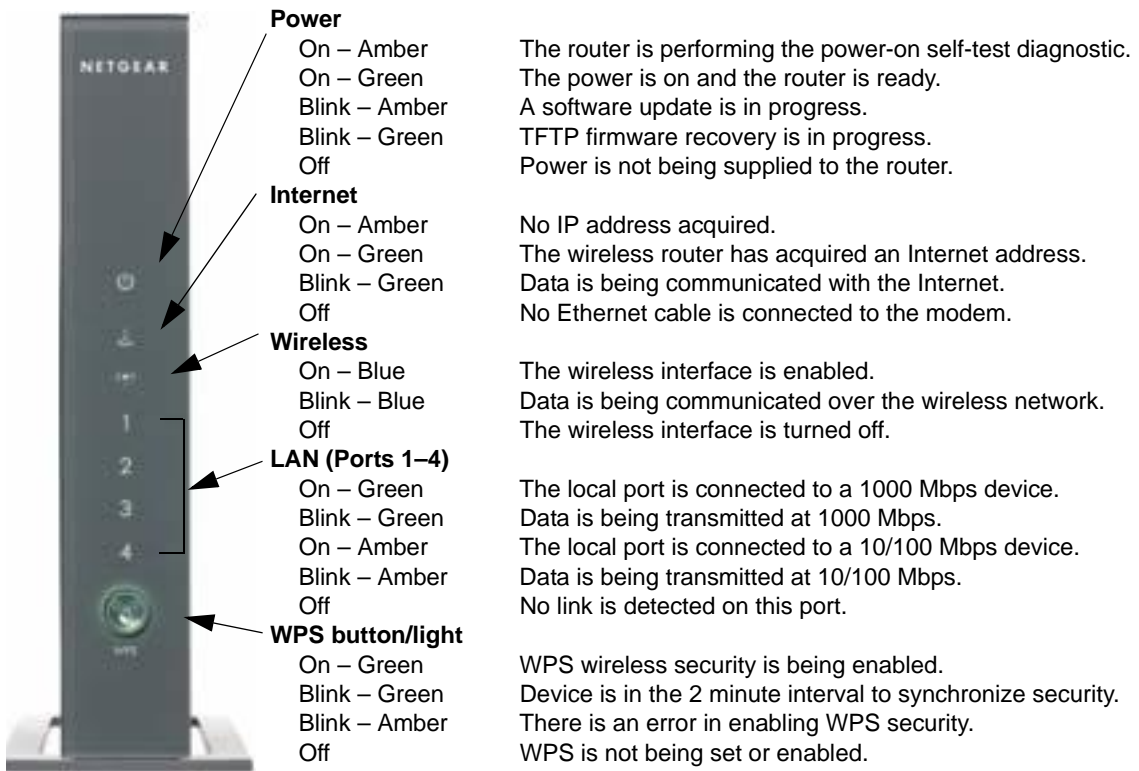 Power
On – Amber The router is performing the power-on self-test diagnostic.
NETGEAR
On – Green The power is on and the router is ready.
Blink – Amber A software update is in progress.
Blink – Green TFTP firmware recovery is in progress.
Off Power is not being supplied to the router.
Internet
On – Amber No IP address acquired.
On – Green The wireless router has acquired an Internet address.
Blink – Green Data is being communicated with the Internet.
Off No Ethernet cable is connected to the modem.
Wireless
On – Blue The wireless interface is enabled.
Blink – Blue Data is being communicated over the wireless network.
Off The wireless interface is turned off.
1
2
3
4
LAN (Ports 1–4)
On – Green The local port is connected to a 1000 Mbps device.
Blink – Green Data is being transmitted at 1000 Mbps.
On – Amber The local port is connected to a 10/100 Mbps device.
Blink – Amber Data is being transmitted at 10/100 Mbps.
Off No link is detected on this port.
WPS button/light
WPS
On – Green WPS wireless security is being enabled.
Blink – Green Device is in the 2 minute interval to synchronize security.
Blink – Amber There is an error in enabling WPS security.
Off WPS is not being set or enabled.